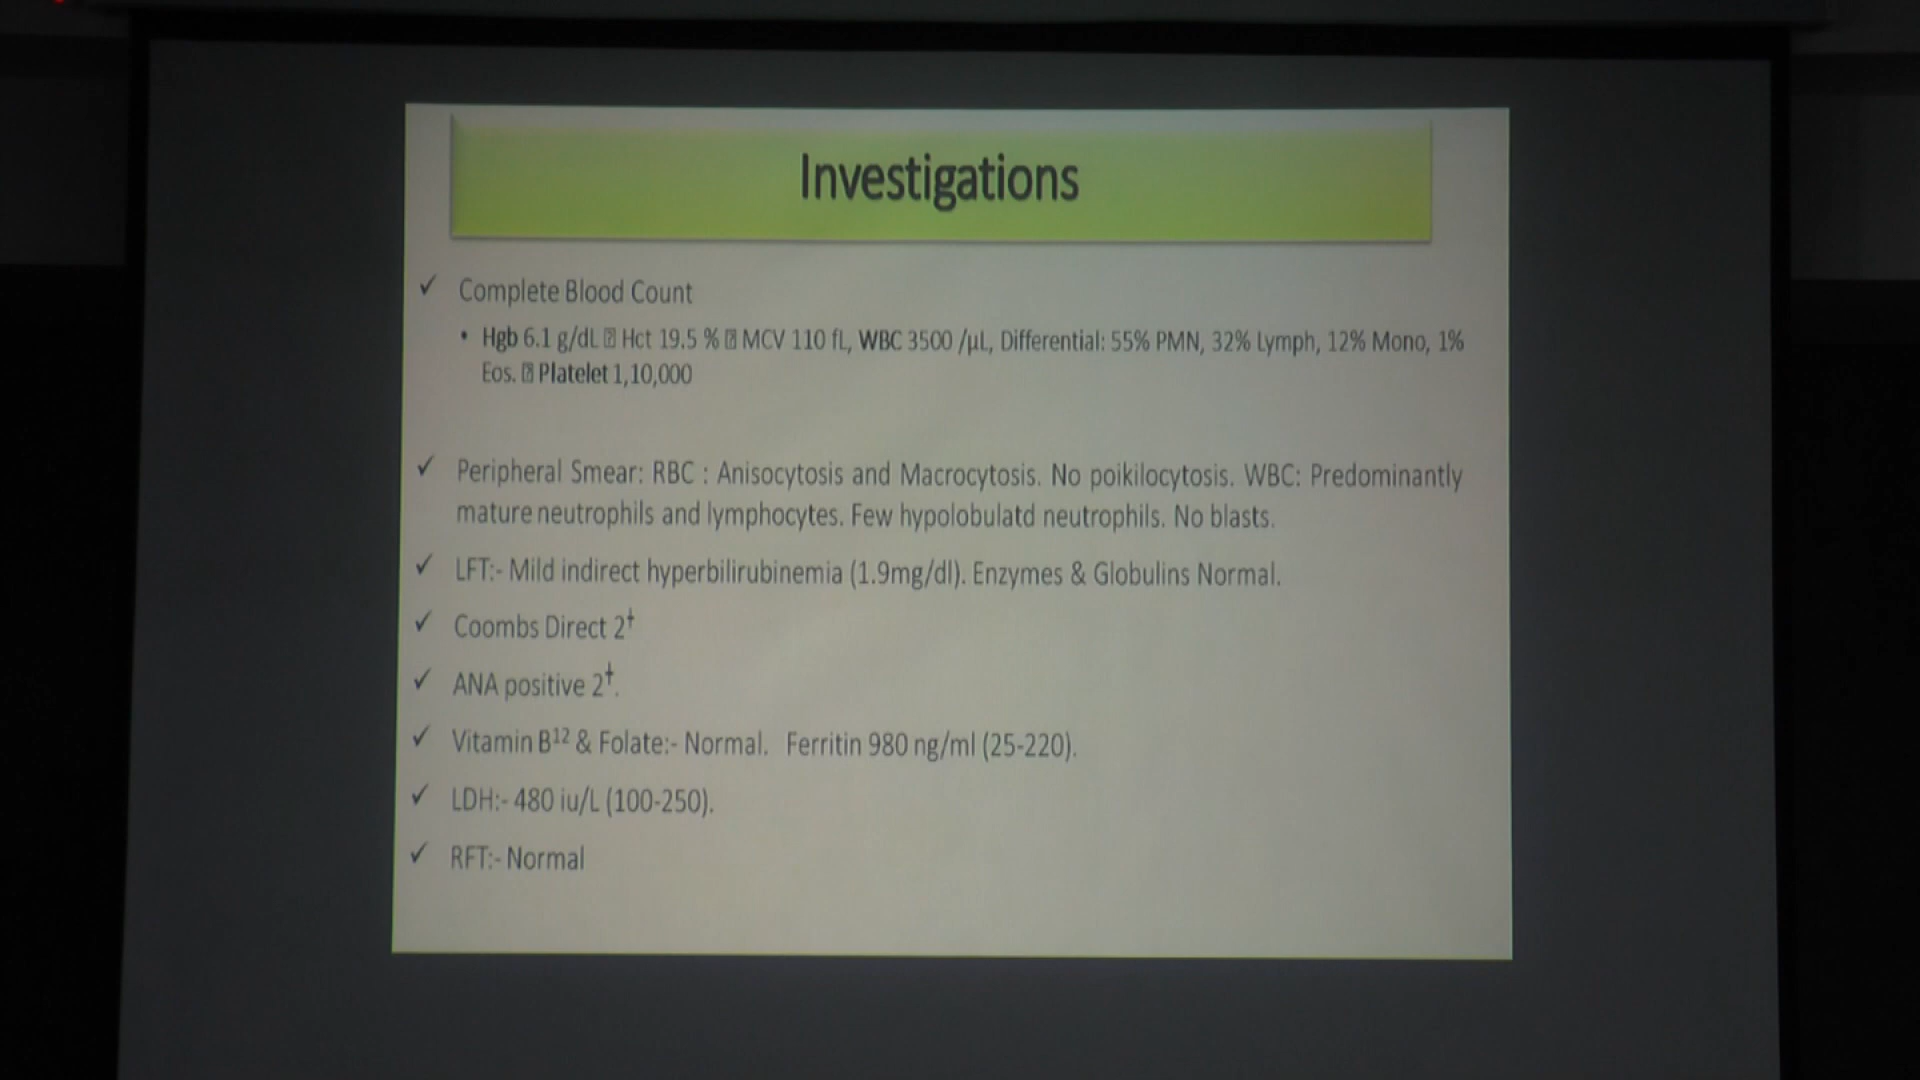 Investigations
✓ Complete Blood Count
• Hgb 6.1 g/dL ⍰ Hct 19.5 % ⍰ MCV 110 fL, WBC 3500 /µL, Differential: 55% PMN, 32% Lymph, 12% Mono, 1%
Eos. ⍰ Platelet 1,10,000
✓ Peripheral Smear: RBC : Anisocytosis and Macrocytosis. No poikilocytosis. WBC: Predominantly
mature neutrophils and lymphocytes. Few hypolobulatd neutrophils. No blasts.
✓ LFT:- Mild indirect hyperbilirubinemia (1.9mg/dl). Enzymes & Globulins Normal.
✓ Coombs Direct 2⁺
✓ ANA positive 2⁺.
✓ Vitamin B¹² & Folate:- Normal. Ferritin 980 ng/ml (25-220).
✓ LDH:- 480 iu/L (100-250).
✓ RFT:- Normal